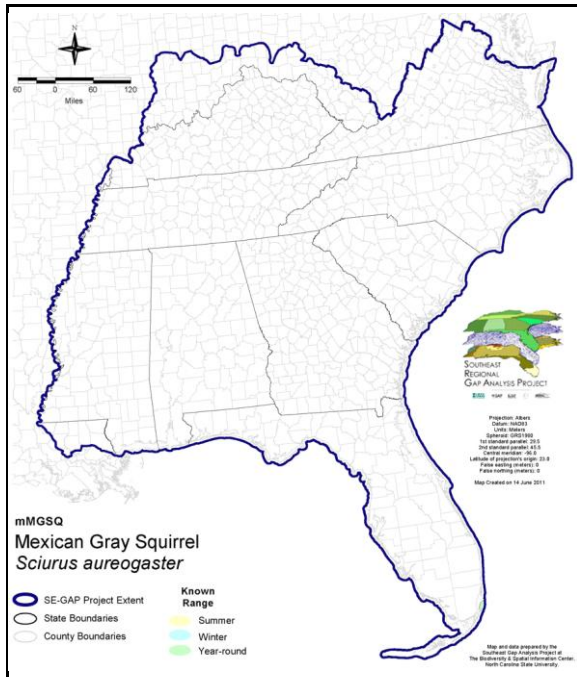 N
60 0 60 120
Miles
SOUTHEAST
REGIONAL
GAP ANALYSIS PROJECT
Projection: Albers
Datum: NAD83
Units: Meters
Spheroid: GRS1980
1st standard parallel: 29.5
2nd standard parallel: 45.5
Central meridian: -96.0
Latitude of projection's origin: 23.0
False easting (meters): 0
False northing (meters): 0
Map Created on 14 June 2011
mMGSQ
Mexican Gray Squirrel
Sciurus aureogaster
SE-GAP Project Extent
State Boundaries
County Boundaries
Known
Range
Summer
Winter
Year-round
Map and data prepared by the
Southeast Gap Analysis Project at
The Biodiversity & Spatial Information Center,
North Carolina State University.